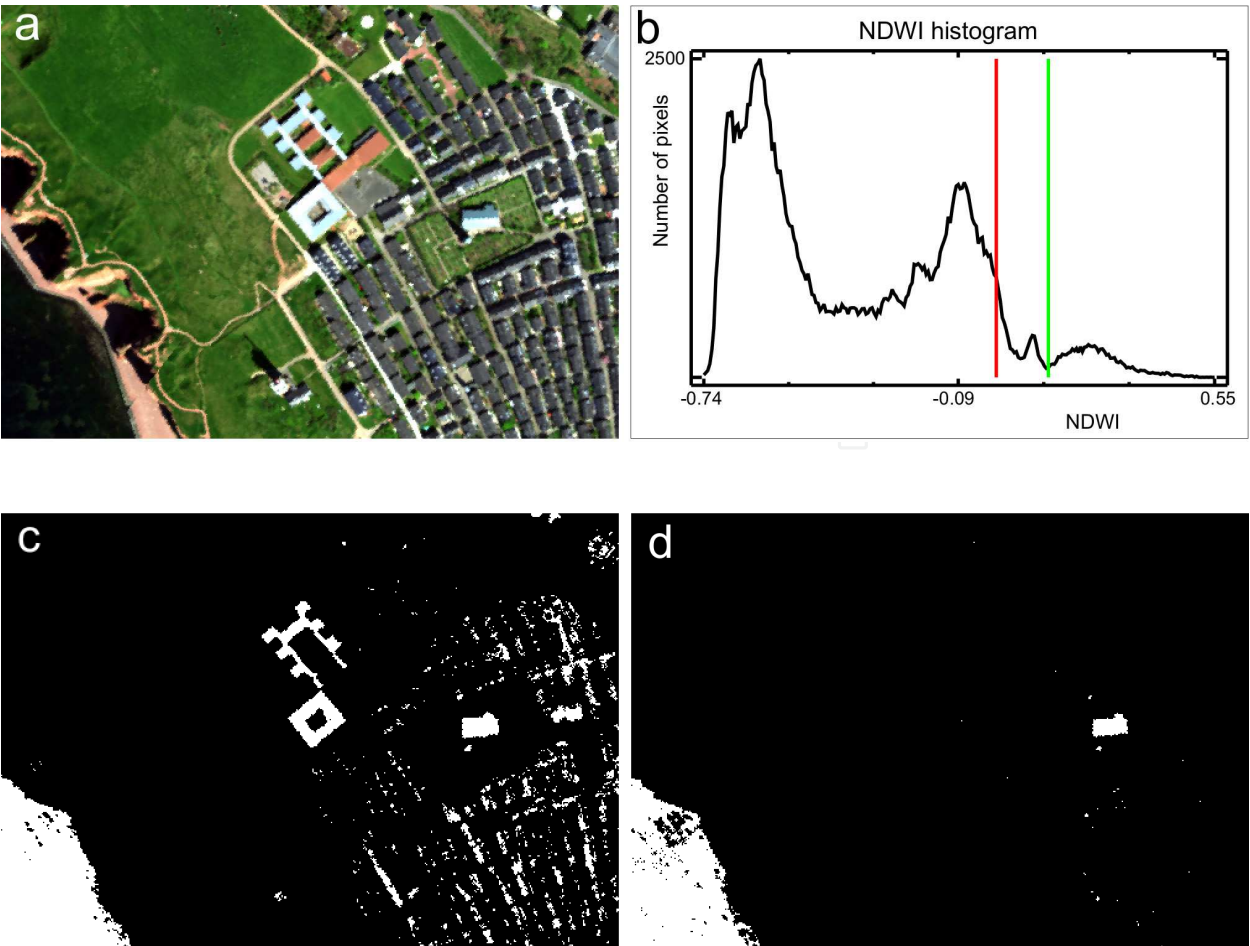 a
b
NDWI histogram
2500
Number of pixels
-0.74
-0.09
0.55
NDWI
c
d